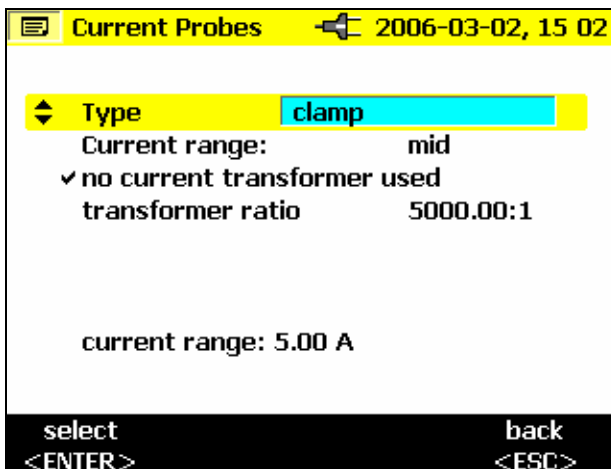 Current Probes 2006-03-02, 15 02
Type clamp
Current range: mid
no current transformer used
transformer ratio 5000.00:1
current range: 5.00 A
select back
<ENTER> <ESC>